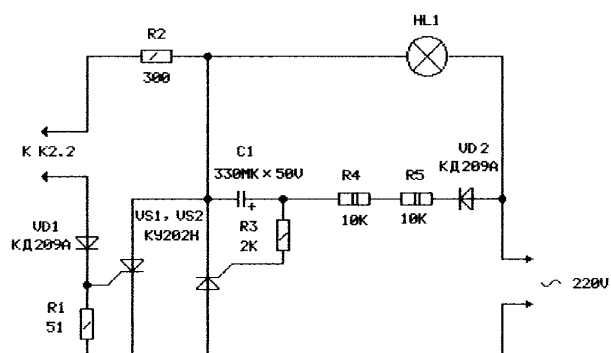 HL1
R2
300
К К2.2
C1
330МК×50V
VD2
КД209А
R4
R5
10K
10K
VS1, VS2
КУ202Н
R3
2K
VD1
КД209А
R1
51
~ 220V